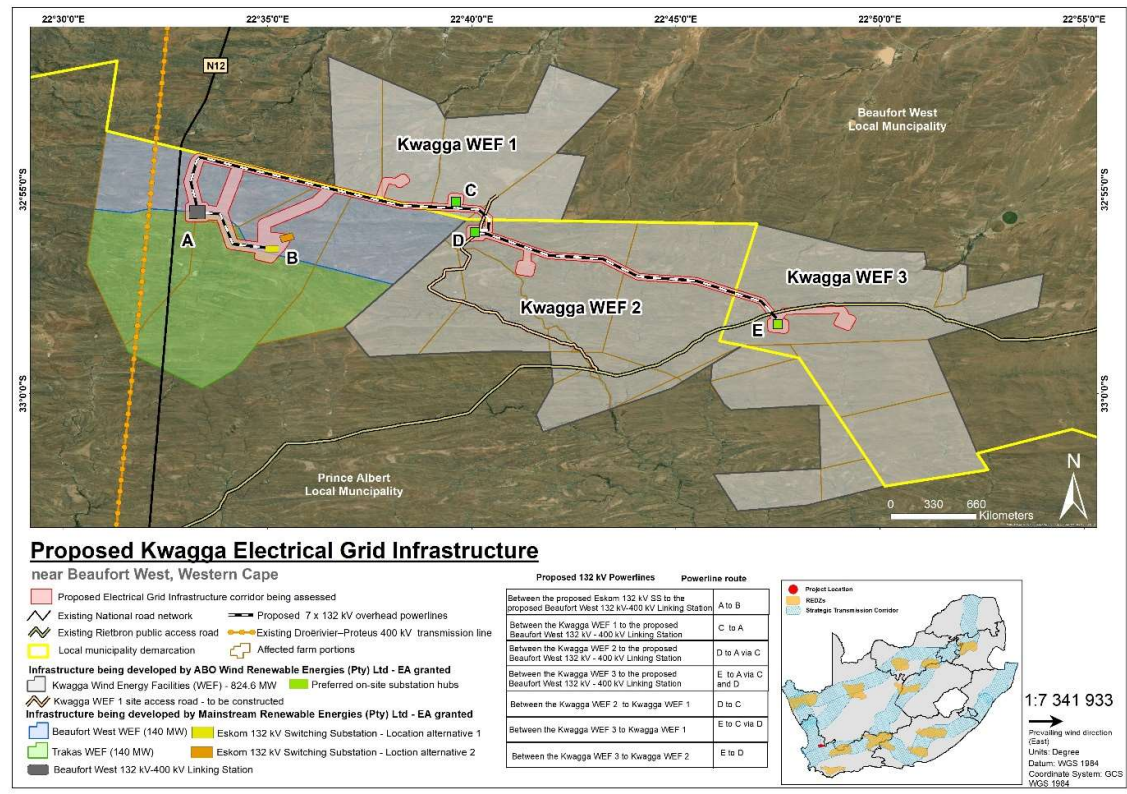 22°30'0"E 22°35'0"E 22°40'0"E 22°45'0"E 22°50'0"E 22°55'0"E
N12
Beaufort West
Local Muncipality
Kwagga WEF 1
32°55'0"S 32°55'0"S
C
A
D
B
Kwagga WEF 3
Kwagga WEF 2
E
33°0'0"S 33°0'0"S
Prince Albert
Local Muncipality
N
0 330 660
Kilometers
Proposed Kwagga Electrical Grid Infrastructure
near Beaufort West, Western Cape
Proposed Electrical Grid Infrastructure corridor being assessed
Existing National road network
Proposed 7 x 132 kV overhead powerlines
Existing Rietbron public access road
Existing Droërivier–Proteus 400 kV transmission line
Local municipality demarcation
Affected farm portions
Infrastructure being developed by ABO Wind Renewable Energies (Pty) Ltd - EA granted
Kwagga Wind Energy Facilities (WEF) - 824.6 MW
Preferred on-site substation hubs
Kwagga WEF 1 site access road - to be constructed
Infrastructure being developed by Mainstream Renewable Energies (Pty) Ltd - EA granted
Beaufort West WEF (140 MW)
Eskom 132 kV Switching Substation - Location alternative 1
Trakas WEF (140 MW)
Eskom 132 kV Switching Substation - Loction alternative 2
Beaufort West 132 kV-400 kV Linking Station
Proposed 132 kV Powerlines Powerline route
Between the proposed Eskom 132 kV SS to the
proposed Beaufort West 132 kV-400 kV Linking Station
A to B
Between the Kwagga WEF 1 to the proposed
Beaufort West 132 kV - 400 kV Linking Station
C to A
Between the Kwagga WEF 2 to the proposed
Beaufort West 132 kV - 400 kV Linking Station
D to A via C
Between the Kwagga WEF 3 to the proposed
Beaufort West 132 kV - 400 kV Linking Station
E to A via C
and D
Between the Kwagga WEF 2 to Kwagga WEF 1
D to C
Between the Kwagga WEF 3 to Kwagga WEF 1
E to C via D
Between the Kwagga WEF 3 to Kwagga WEF 2
E to D
Project Location
REDZs
Strategic Transmission Corridor
1:7 341 933
Prevailing wind direction
(East)
Units: Degree
Datum: WGS 1984
Coordinate System: GCS
WGS 1984